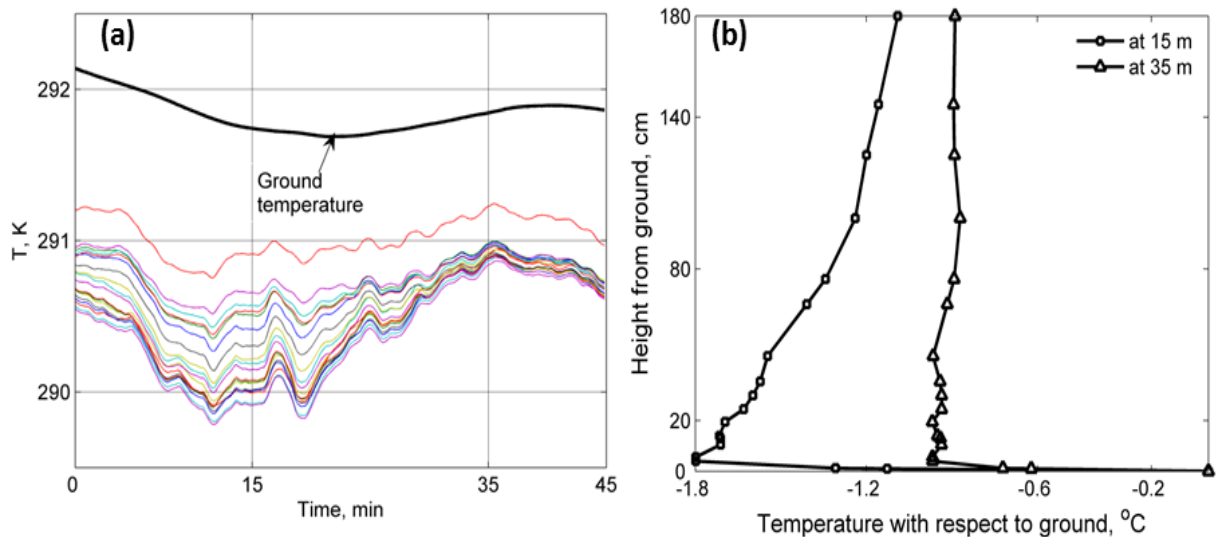 (a)
292
291
290
T, K
Ground
temperature
0
15
35
45
Time, min
(b)
at 15 m
at 35 m
180
140
80
20
0
Height from ground, cm
-1.8
-1.2
-0.6
-0.2
Temperature with respect to ground, °C